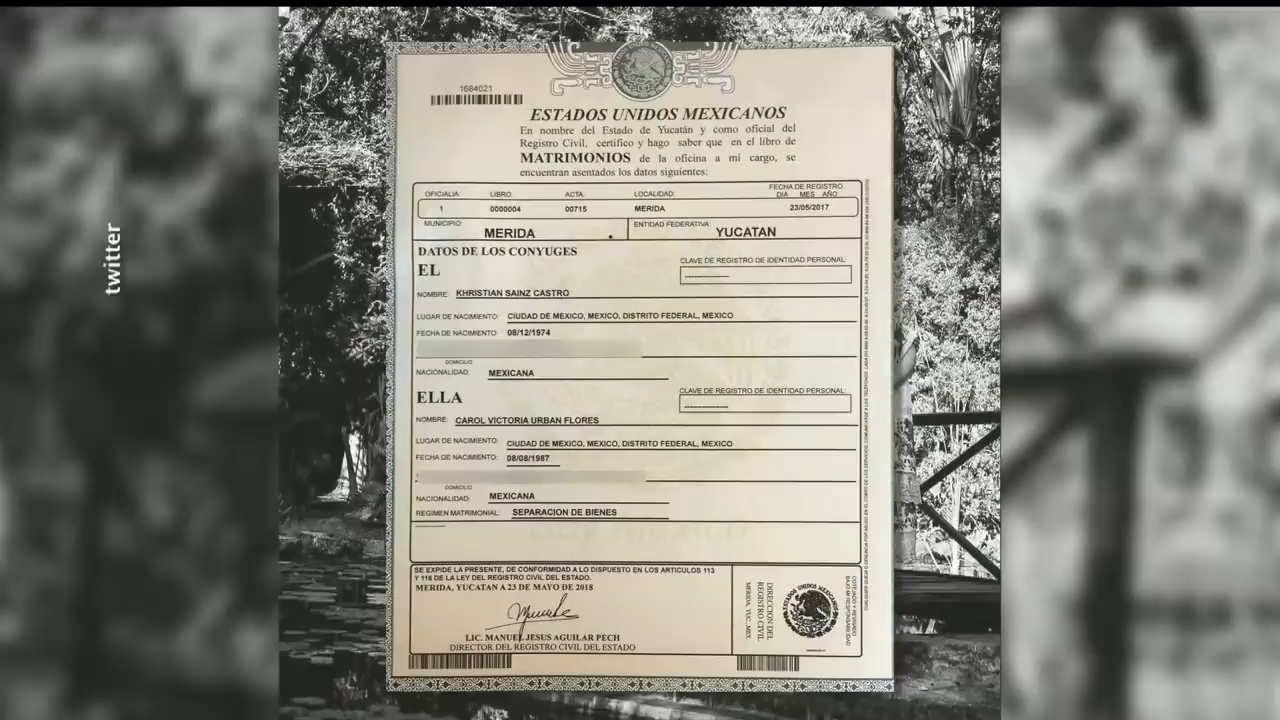 twitter
1684021
ESTADOS UNIDOS MEXICANOS
En nombre del Estado de Yucatán y como oficial del
Registro Civil, certifico y hago saber que en el libro de
MATRIMONIOS de la oficina a mi cargo, se
encuentran asentados los datos siguientes:
OFICIALIA: LIBRO: ACTA: LOCALIDAD: FECHA DE REGISTRO:
DIA MES AÑO
1 0000004 00715 MERIDA 23/05/2017
MUNICIPIO: MERIDA ENTIDAD FEDERATIVA: YUCATAN
DATOS DE LOS CONYUGES
EL
CLAVE DE REGISTRO DE IDENTIDAD PERSONAL:
NOMBRE: KHRISTIAN SAINZ CASTRO
LUGAR DE NACIMIENTO: CIUDAD DE MEXICO, MEXICO, DISTRITO FEDERAL, MEXICO
FECHA DE NACIMIENTO: 08/12/1974
DOMICILIO
NACIONALIDAD: MEXICANA
ELLA
CLAVE DE REGISTRO DE IDENTIDAD PERSONAL:
NOMBRE: CAROL VICTORIA URBAN FLORES
LUGAR DE NACIMIENTO: CIUDAD DE MEXICO, MEXICO, DISTRITO FEDERAL, MEXICO
FECHA DE NACIMIENTO: 08/08/1987
DOMICILIO
NACIONALIDAD: MEXICANA
REGIMEN MATRIMONIAL: SEPARACION DE BIENES
SE EXPIDE LA PRESENTE, DE CONFORMIDAD A LO DISPUESTO EN LOS ARTICULOS 113
Y 116 DE LA LEY DEL REGISTRO CIVIL DEL ESTADO.
MERIDA, YUCATAN A 23 DE MAYO DE 2018
LIC. MANUEL JESUS AGUILAR PECH
DIRECTOR DEL REGISTRO CIVIL DEL ESTADO
DIRECCION DEL
REGISTRO CIVIL
MERIDA, YUC., MEX
ESTADOS UNIDOS MEXICANOS
COTEJADO Y REVISADO
BAJO MI RESPONSABILIDAD